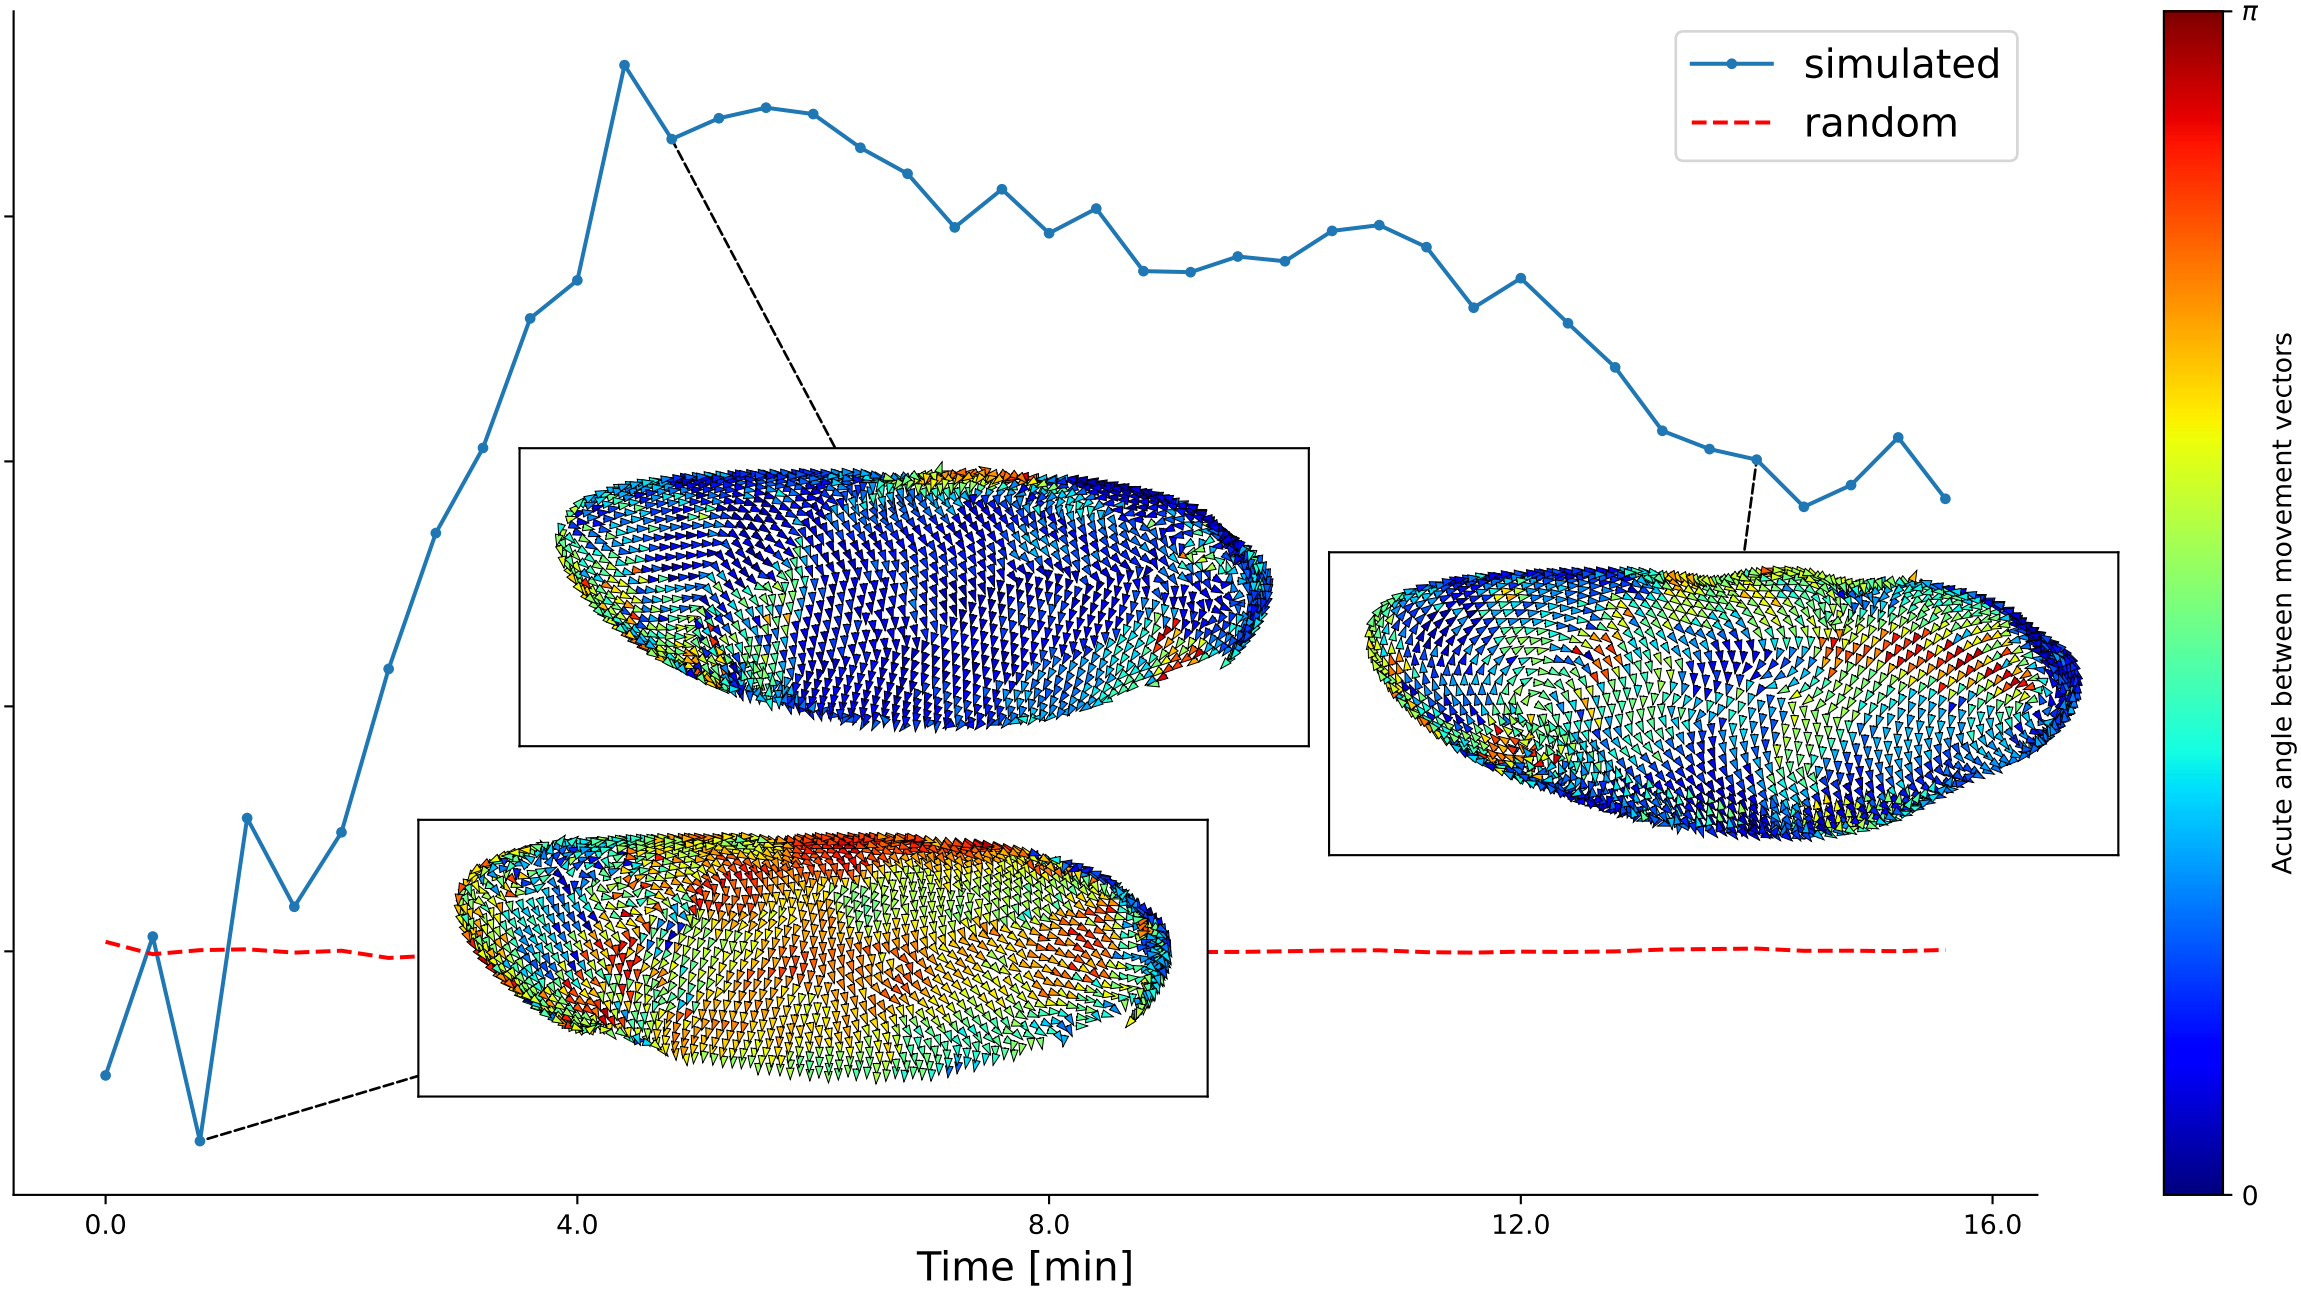 simulated
random
π
Acute angle between movement vectors
0
0.0 4.0 8.0 12.0 16.0
Time [min]